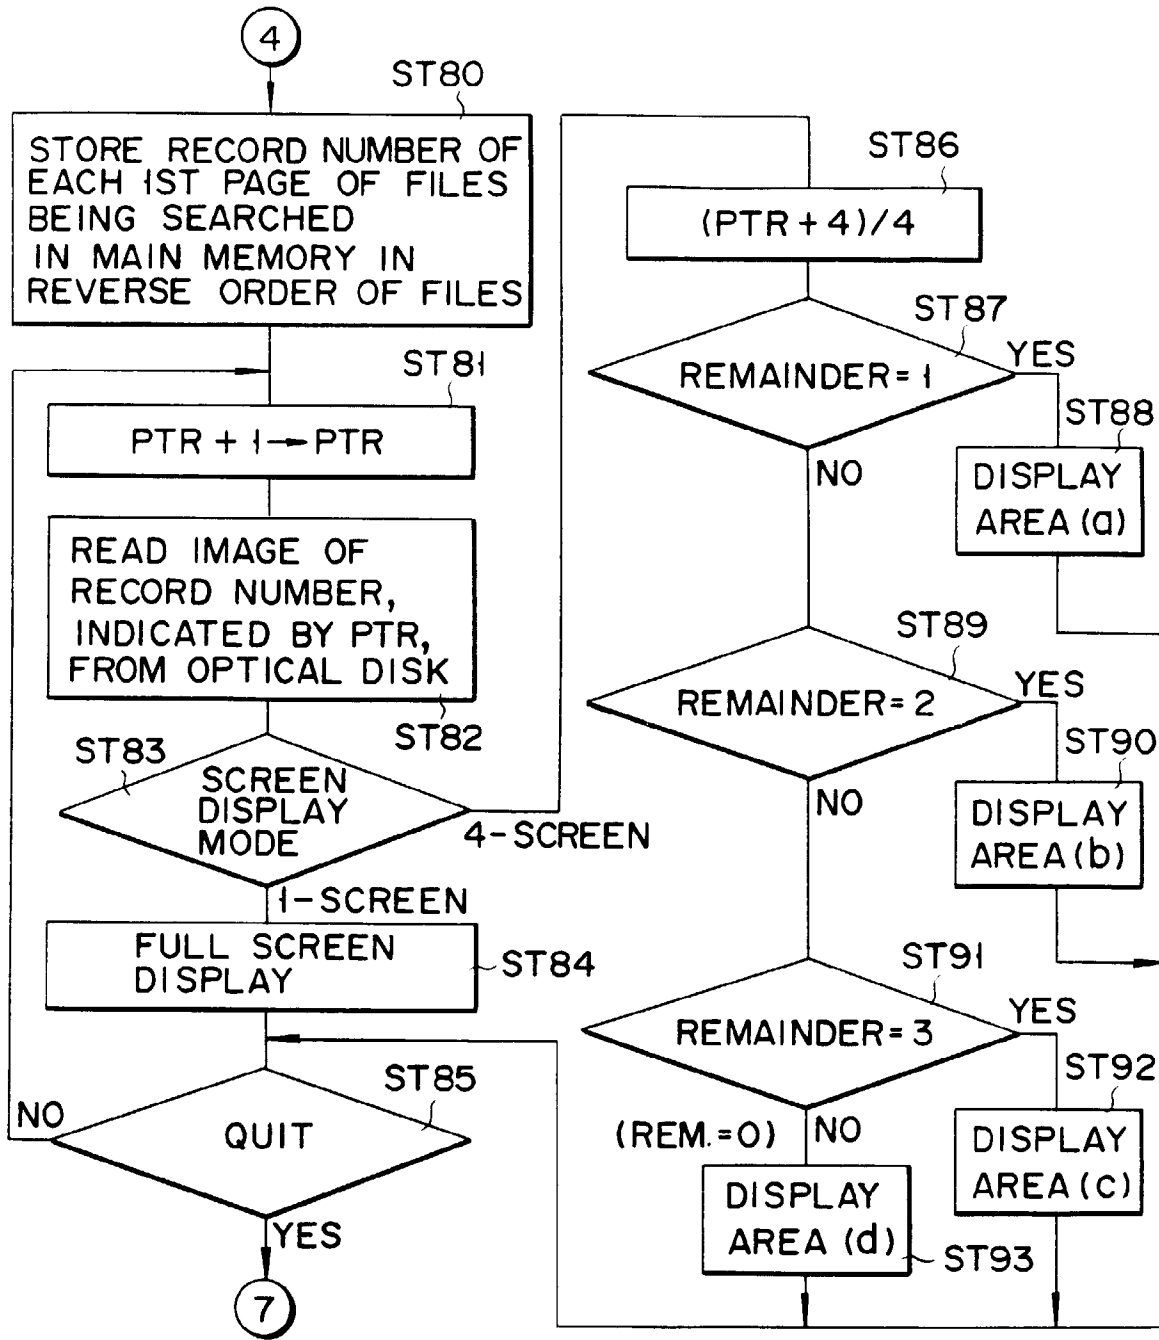 4
ST80
STORE RECORD NUMBER OF
EACH 1ST PAGE OF FILES
BEING SEARCHED
IN MAIN MEMORY IN
REVERSE ORDER OF FILES
ST81
PTR + 1 → PTR
READ IMAGE OF
RECORD NUMBER,
INDICATED BY PTR,
FROM OPTICAL DISK
ST82
ST83
SCREEN
DISPLAY
MODE
4-SCREEN
1-SCREEN
FULL SCREEN
DISPLAY
ST84
ST85
NO
QUIT
YES
7
ST86
(PTR + 4)/4
ST87
REMAINDER = 1
YES
NO
ST88
DISPLAY
AREA (a)
ST89
REMAINDER = 2
YES
NO
ST90
DISPLAY
AREA (b)
ST91
REMAINDER = 3
YES
(REM. = 0) NO
ST92
DISPLAY
AREA (c)
DISPLAY
AREA (d)
ST93